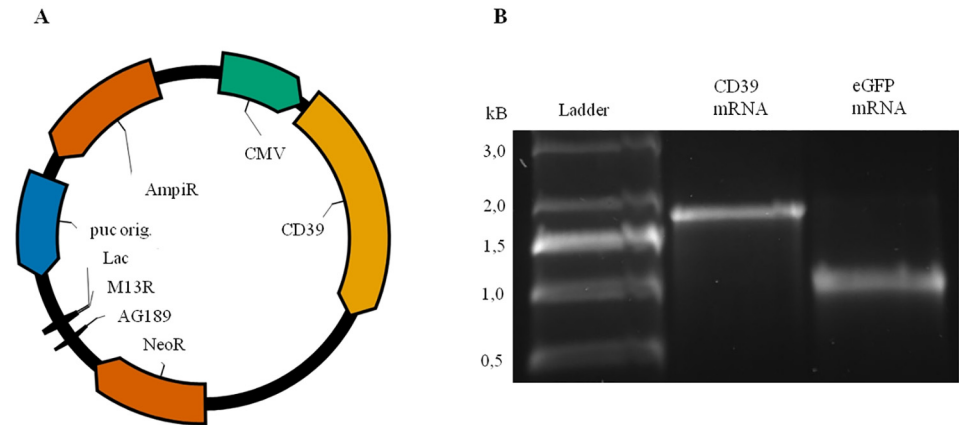 A
CMV
CD39
AmpiR
puc orig.
Lac
M13R
AG189
NeoR
B
kB
Ladder
CD39
mRNA
eGFP
mRNA
3,0
2,0
1,5
1,0
0,5